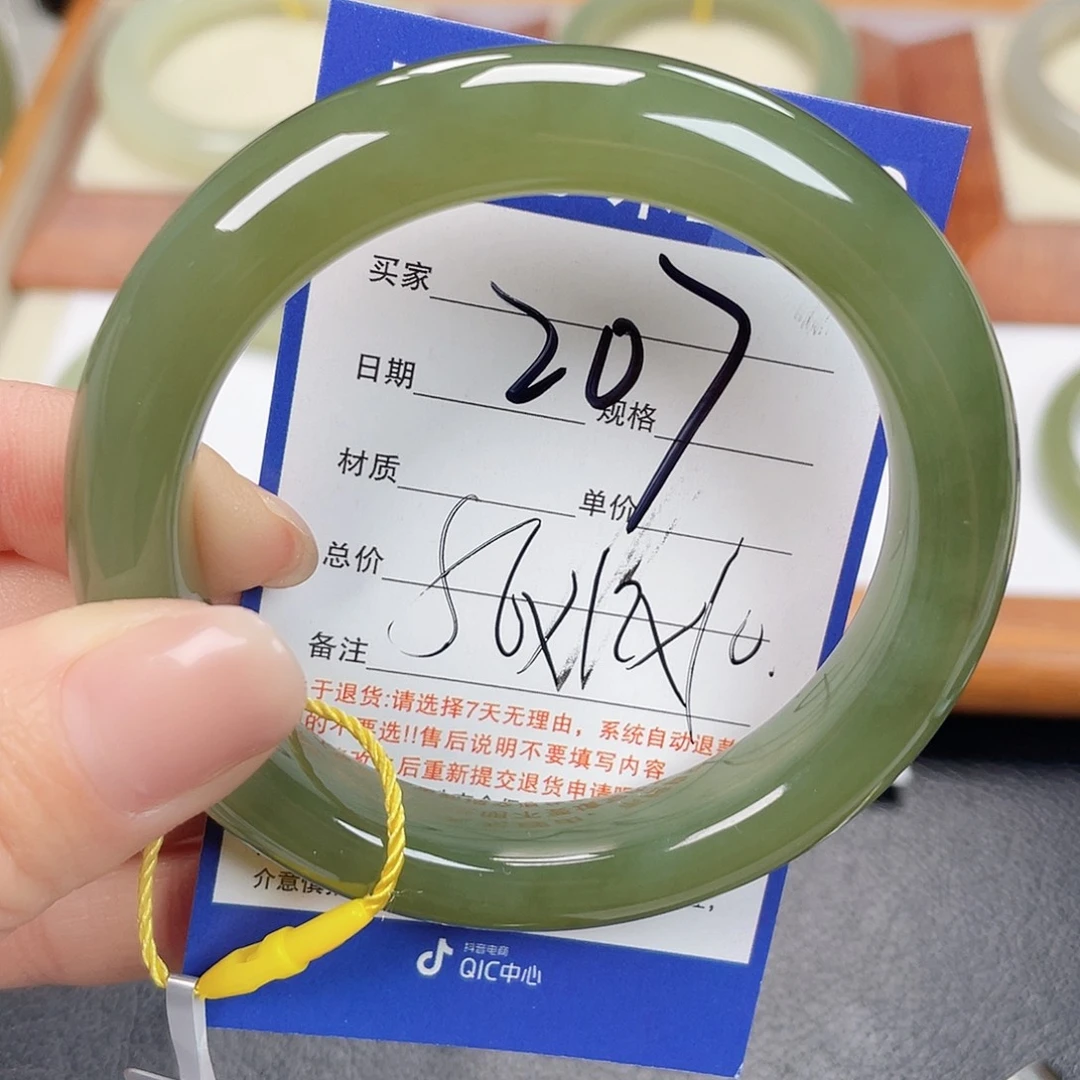 买家
207
日期
规格
材质
单价
总价
56x12x10.
备注
于退货:请选择7天无理由，系统自动退
的不要选!!售后说明不要填写内容
后重新提交退货申请
介意慎
抖音电商
QIC中心